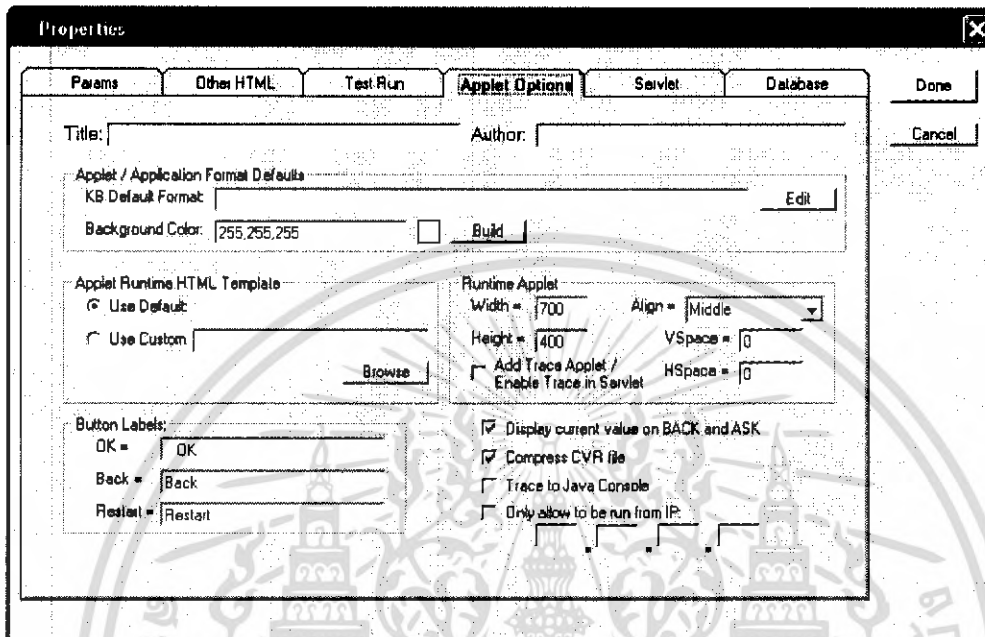 Properties
Params Other HTML Test Run Applet Options Servlet Database Done
Title: Author: Cancel
Applet / Application Format Defaults
KB Default Format: Edit
Background Color: 255,255,255 Build
Applet Runtime HTML Template
Use Default
Use Custom
Browse
Runtime Applet
Width = 700 Align = Middle
Height = 400 VSpace = 0
Add Trace Applet / HSpace = 0
Enable Trace in Servlet
Button Labels:
OK = OK
Back = Back
Restart = Restart
Display current value on BACK and ASK
Compress CVR file
Trace to Java Console
Only allow to be run from IP:
. . .